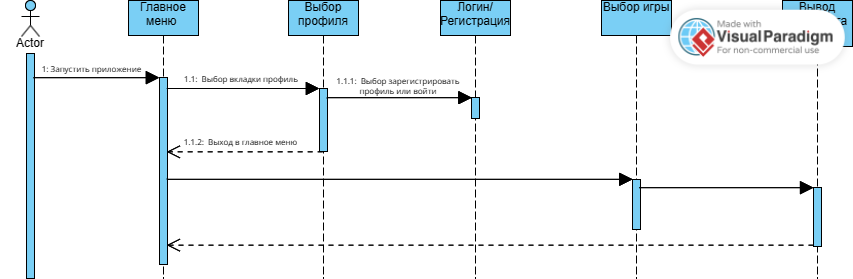 Главное
меню
Выбор
профиля
Логин/
Регистрация
Выбор игры
Вывод
Made with
Visual Paradigm
For non-commercial use
Actor
1: Запустить приложение
1.1: Выбор вкладки профиль
1.1.1: Выбор зарегистрировать
профиль или войти
1.1.2: Выход в главное меню